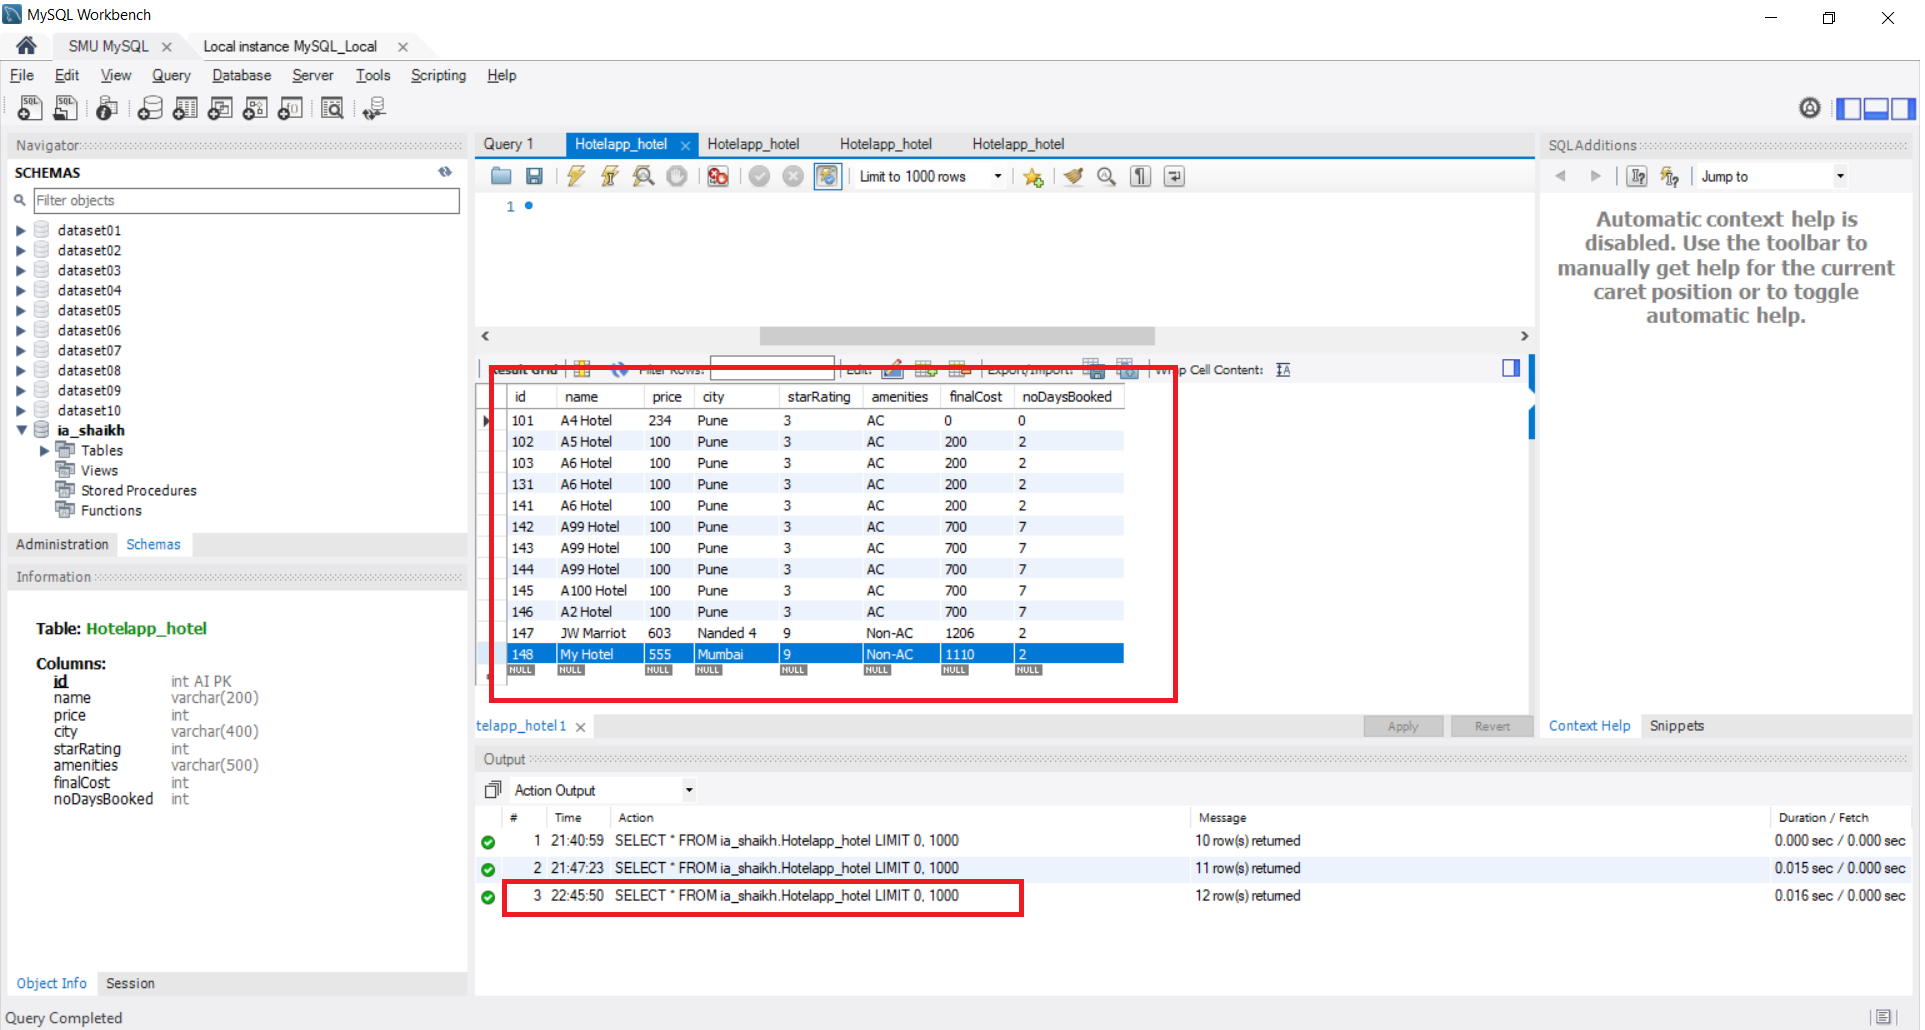 MySQL Workbench
SMU MySQL
Local instance MySQL_Local
File Edit View Query Database Server Tools Scripting Help
Navigator
SCHEMAS
Filter objects
dataset01
dataset02
dataset03
dataset04
dataset05
dataset06
dataset07
dataset08
dataset09
dataset10
ia_shaikh
Tables
Views
Stored Procedures
Functions
Administration Schemas
Information
Table: Hotelapp_hotel
Columns:
id int AI PK
name varchar(200)
price int
city varchar(400)
starRating int
amenities varchar(500)
finalCost int
noDaysBooked int
Object Info Session
Query Completed
Query 1 Hotelapp_hotel Hotelapp_hotel Hotelapp_hotel Hotelapp_hotel
Limit to 1000 rows
1
Result Grid Filter Rows: Edit: Export/Import: Wrap Cell Content:
id name price city starRating amenities finalCost noDaysBooked
101 A4 Hotel 234 Pune 3 AC 0 0
102 A5 Hotel 100 Pune 3 AC 200 2
103 A6 Hotel 100 Pune 3 AC 200 2
131 A6 Hotel 100 Pune 3 AC 200 2
141 A6 Hotel 100 Pune 3 AC 200 2
142 A99 Hotel 100 Pune 3 AC 700 7
143 A99 Hotel 100 Pune 3 AC 700 7
144 A99 Hotel 100 Pune 3 AC 700 7
145 A100 Hotel 100 Pune 3 AC 700 7
146 A2 Hotel 100 Pune 3 AC 700 7
147 JW Marriot 603 Nanded 4 9 Non-AC 1206 2
148 My Hotel 555 Mumbai 9 Non-AC 1110 2
NULL NULL NULL NULL NULL NULL NULL NULL
telapp_hotel1
Apply Revert
Output
Action Output
# Time Action Message Duration / Fetch
1 21:40:59 SELECT * FROM ia_shaikh.Hotelapp_hotel LIMIT 0, 1000 10 row(s) returned 0.000 sec / 0.000 sec
2 21:47:23 SELECT * FROM ia_shaikh.Hotelapp_hotel LIMIT 0, 1000 11 row(s) returned 0.015 sec / 0.000 sec
3 22:45:50 SELECT * FROM ia_shaikh.Hotelapp_hotel LIMIT 0, 1000 12 row(s) returned 0.016 sec / 0.000 sec
SQLAdditions
Jump to
Automatic context help is
disabled. Use the toolbar to
manually get help for the current
caret position or to toggle
automatic help.
Context Help Snippets